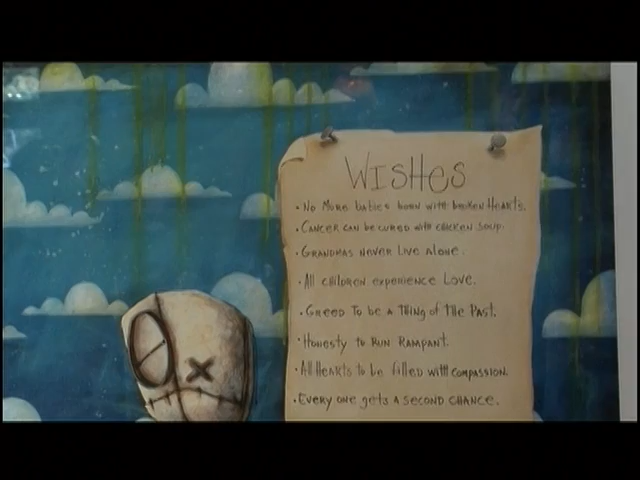 WISHES
• No More babies born with broken Hearts.
• Cancer can be cured with chicken soup.
• Grandmas never live alone.
• All children experience Love.
• Greed To be a Thing of The Past.
• Honesty to Run Rampant.
• All Hearts to be filled with compassion.
• Every one gets a second chance.